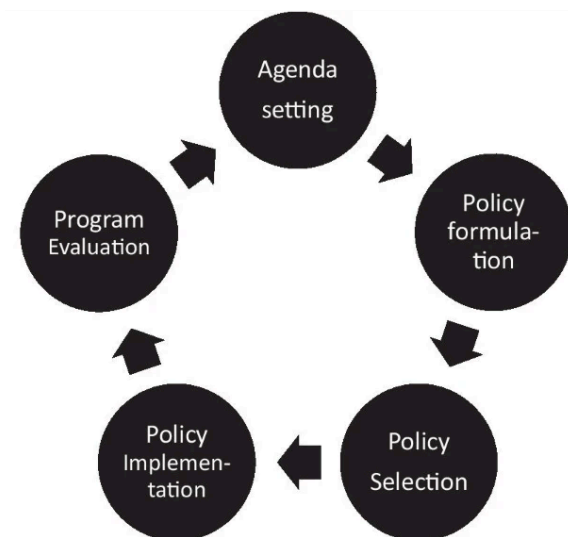 Agenda
setting
Policy
formula-
tion
Policy
Selection
Policy
Implemen-
tation
Program
Evaluation